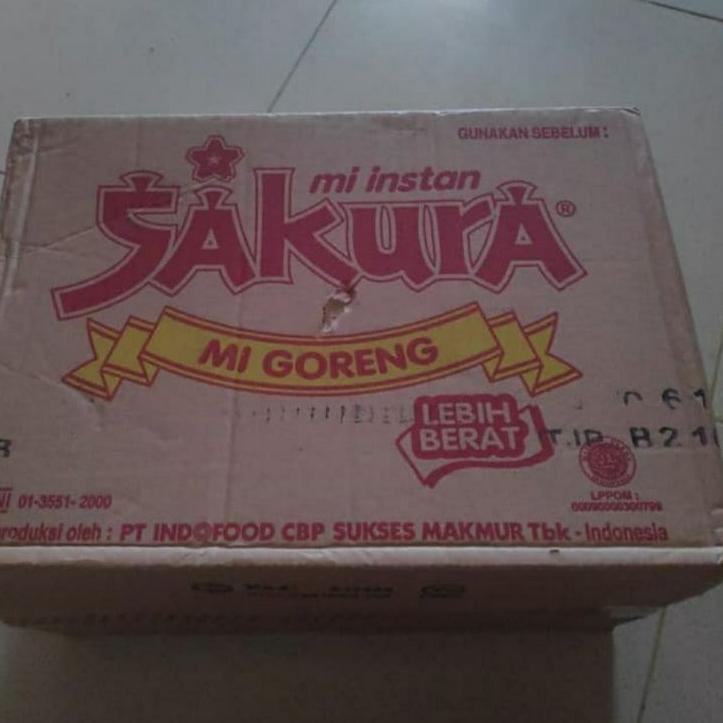 GUNAKAN SEBELUM :
mi instan
SAKURA®
MI GORENG
LEBIH
BERAT
LPPOM :
01-3551-2000
oduksi oleh : PT INDOFOOD CBP SUKSES MAKMUR Tbk - Indonesia